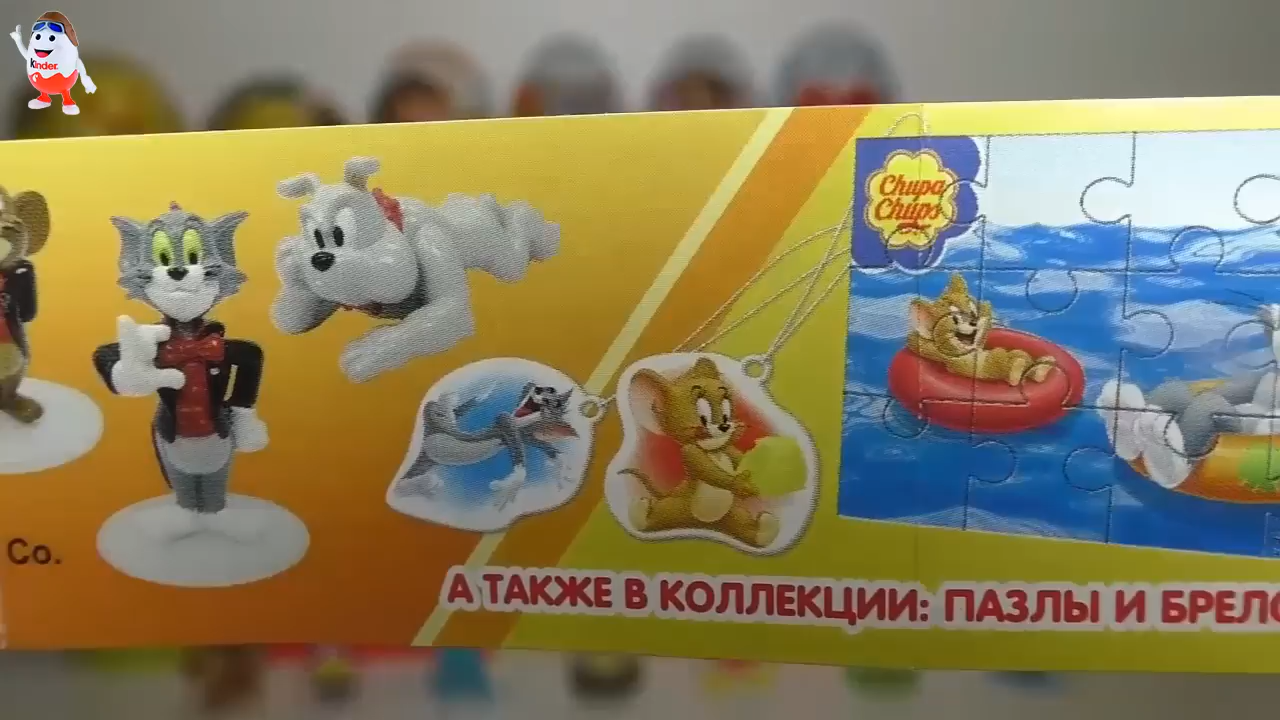 kinder
Chupa
Chups
Co.
А ТАКЖЕ В КОЛЛЕКЦИИ: ПАЗЛЫ И БРЕЛО